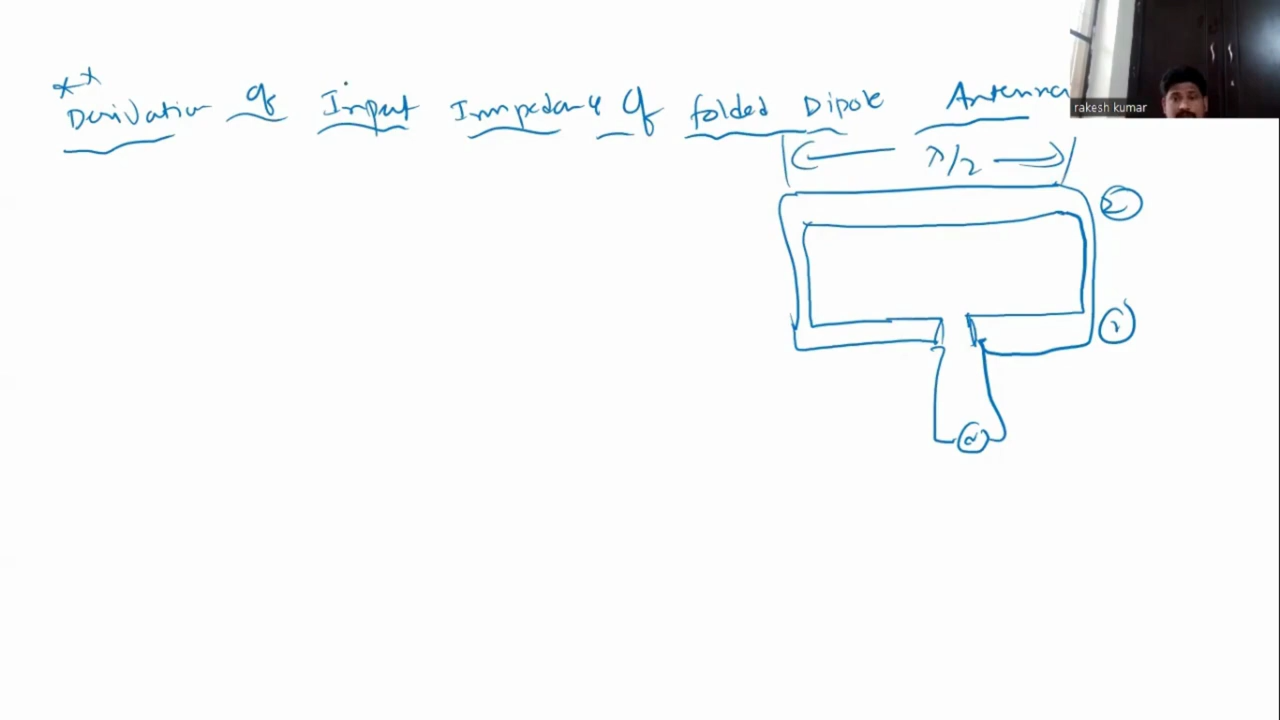 **
Derivation of Input Impedance of folded Dipole Antenna
rakesh kumar
λ/2
2
1
~